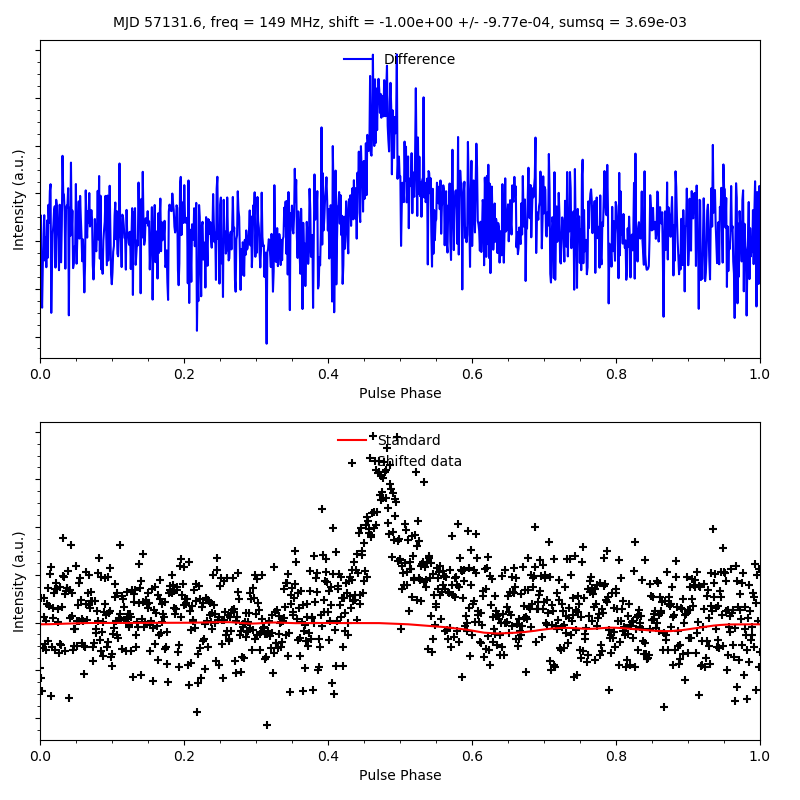 MJD 57131.6, freq = 149 MHz, shift = -1.00e+00 +/- -9.77e-04, sumsq = 3.69e-03
Difference
Intensity (a.u.)
0.0 0.2 0.4 0.6 0.8 1.0
Pulse Phase
Standard
Shifted data
Intensity (a.u.)
0.0 0.2 0.4 0.6 0.8 1.0
Pulse Phase